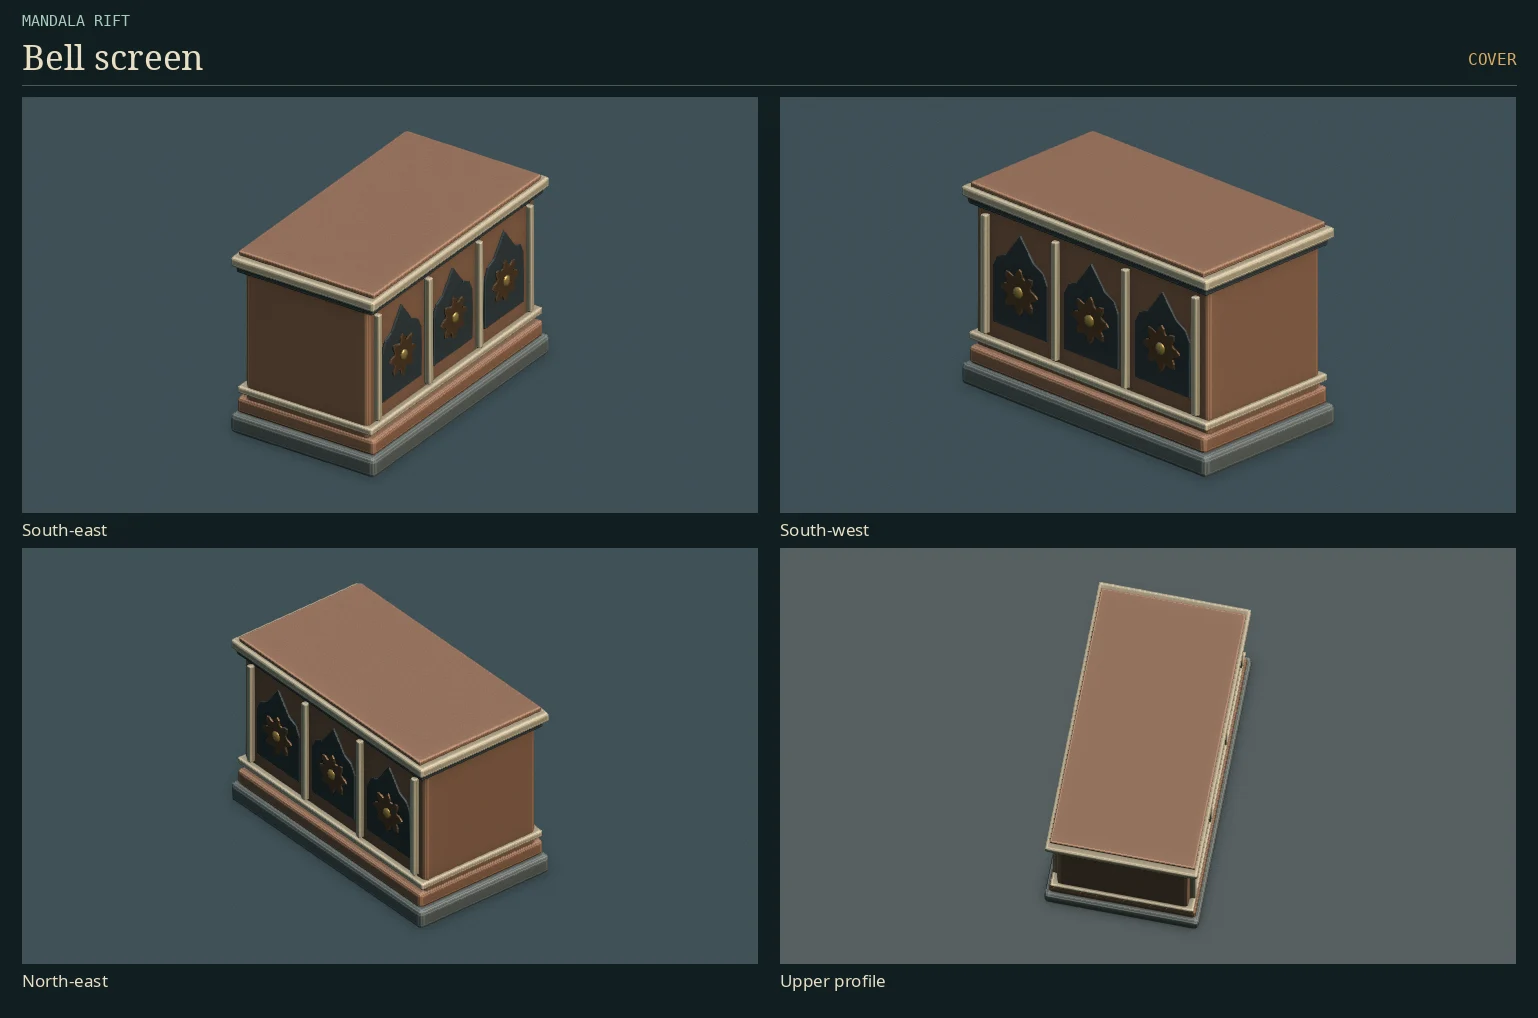 MANDALA RIFT
Bell screen
COVER
South-east
South-west
North-east
Upper profile